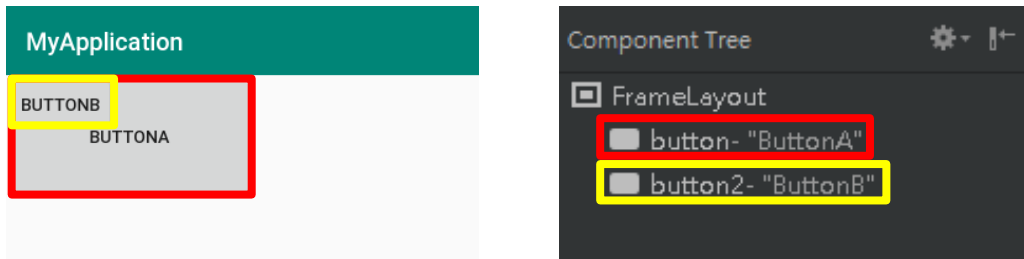 MyApplication
BUTTONB
BUTTONA
Component Tree
FrameLayout
button- "ButtonA"
button2- "ButtonB"